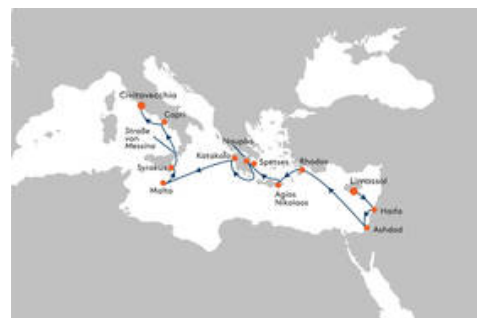 Civitavecchia
Capri
Straße
von
Messina
Nauplia
Katakolo
Spetses
Rhodos
Limassol
Syrakus
Malta
Agios
Nikolaos
Haifa
Ashdod